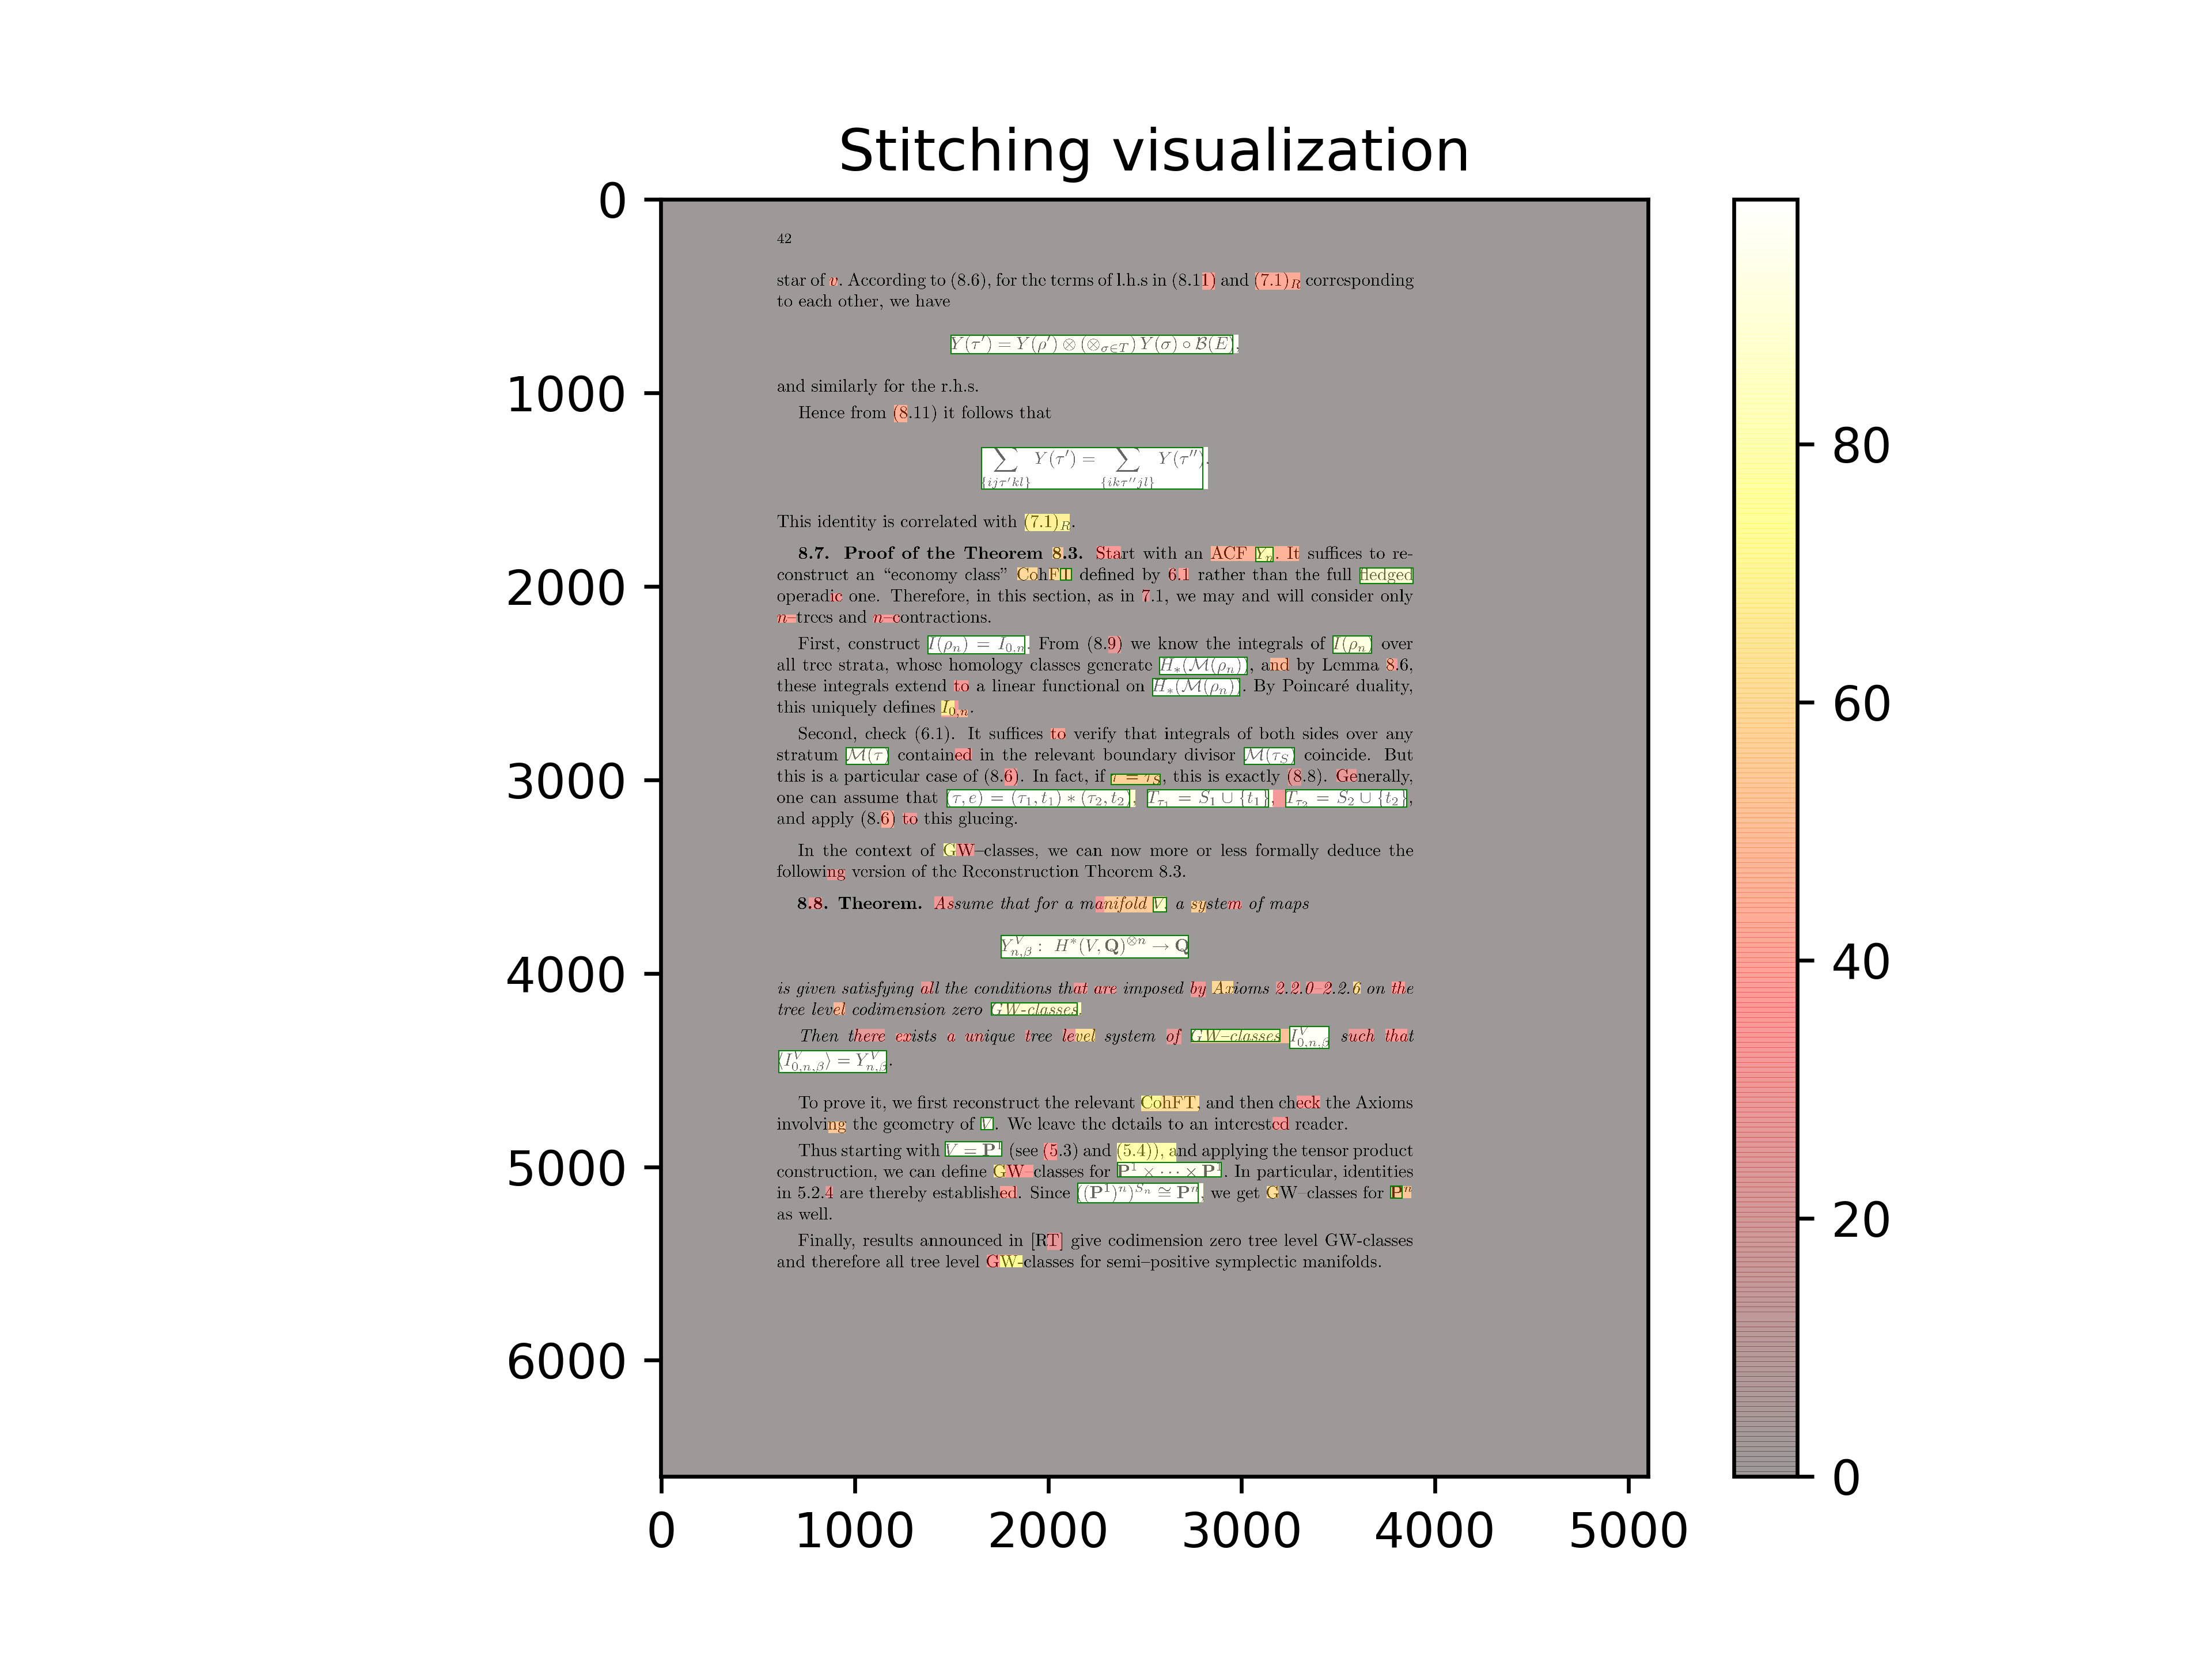 Stitching visualization
0
1000
2000
3000
4000
5000
6000
0
1000
2000
3000
4000
5000
80
60
40
20
0
42
star of v. According to (8.6), for the terms of l.h.s in (8.11) and (7.1)_R corresponding
to each other, we have
Y(τ′) = Y(ρ′) ⊗ (⊗_{σ∈T}) Y(σ) ∘ B(E),
and similarly for the r.h.s.
Hence from (8.11) it follows that
∑_{{ijτ′kl}} Y(τ′) = ∑_{{ikτ″jl}} Y(τ″).
This identity is correlated with (7.1)_R.
8.7. Proof of the Theorem 8.3. Start with an ACF Y_n. It suffices to re-
construct an “economy class” CohFT defined by 6.1 rather than the full fledged
operadic one. Therefore, in this section, as in 7.1, we may and will consider only
n–trees and n–contractions.
First, construct I(ρ_n) = I_{0,n}. From (8.9) we know the integrals of I(ρ_n) over
all tree strata, whose homology classes generate H_*(M(ρ_n)), and by Lemma 8.6,
these integrals extend to a linear functional on H_*(M(ρ_n)). By Poincaré duality,
this uniquely defines I_{0,n}.
Second, check (6.1). It suffices to verify that integrals of both sides over any
stratum M(τ) contained in the relevant boundary divisor M(τ_S) coincide. But
this is a particular case of (8.6). In fact, if τ = τ_S, this is exactly (8.8). Generally,
one can assume that (τ, e) = (τ_1, t_1) ∗ (τ_2, t_2), T_{τ_1} = S_1 ∪ {t_1}, T_{τ_2} = S_2 ∪ {t_2},
and apply (8.6) to this glueing.
In the context of GW–classes, we can now more or less formally deduce the
following version of the Reconstruction Theorem 8.3.
8.8. Theorem. Assume that for a manifold V, a system of maps
Y^V_{n,β} : H^*(V, Q)^{⊗n} → Q
is given satisfying all the conditions that are imposed by Axioms 2.2.0–2.2.6 on the
tree level codimension zero GW-classes.
Then there exists a unique tree level system of GW–classes I^V_{0,n,β} such that
⟨I^V_{0,n,β}⟩ = Y^V_{n,β}.
To prove it, we first reconstruct the relevant CohFT, and then check the Axioms
involving the geometry of V. We leave the details to an interested reader.
Thus starting with V = P^1 (see (5.3) and (5.4)), and applying the tensor product
construction, we can define GW–classes for P^1 × ⋯ × P^1. In particular, identities
in 5.2.4 are thereby established. Since ((P^1)^n)^{S_n} ≅ P^n, we get GW–classes for P^n
as well.
Finally, results announced in [RT] give codimension zero tree level GW-classes
and therefore all tree level GW-classes for semi–positive symplectic manifolds.